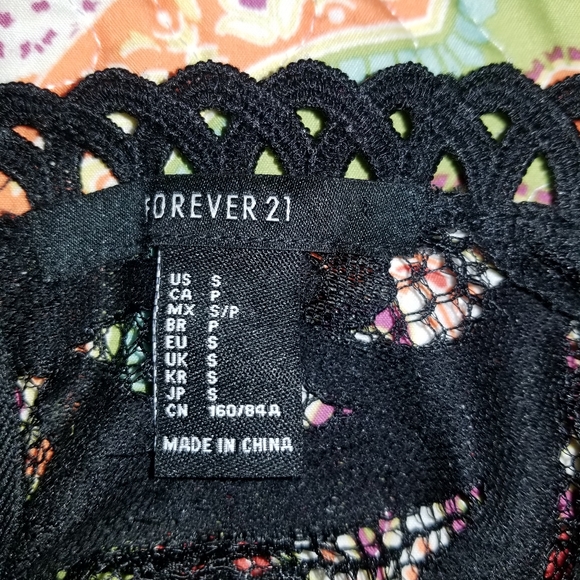 FOREVER 21
US S
CA P
MX S/P
BR P
EU S
UK S
KR S
JP S
CN 160/84A
MADE IN CHINA